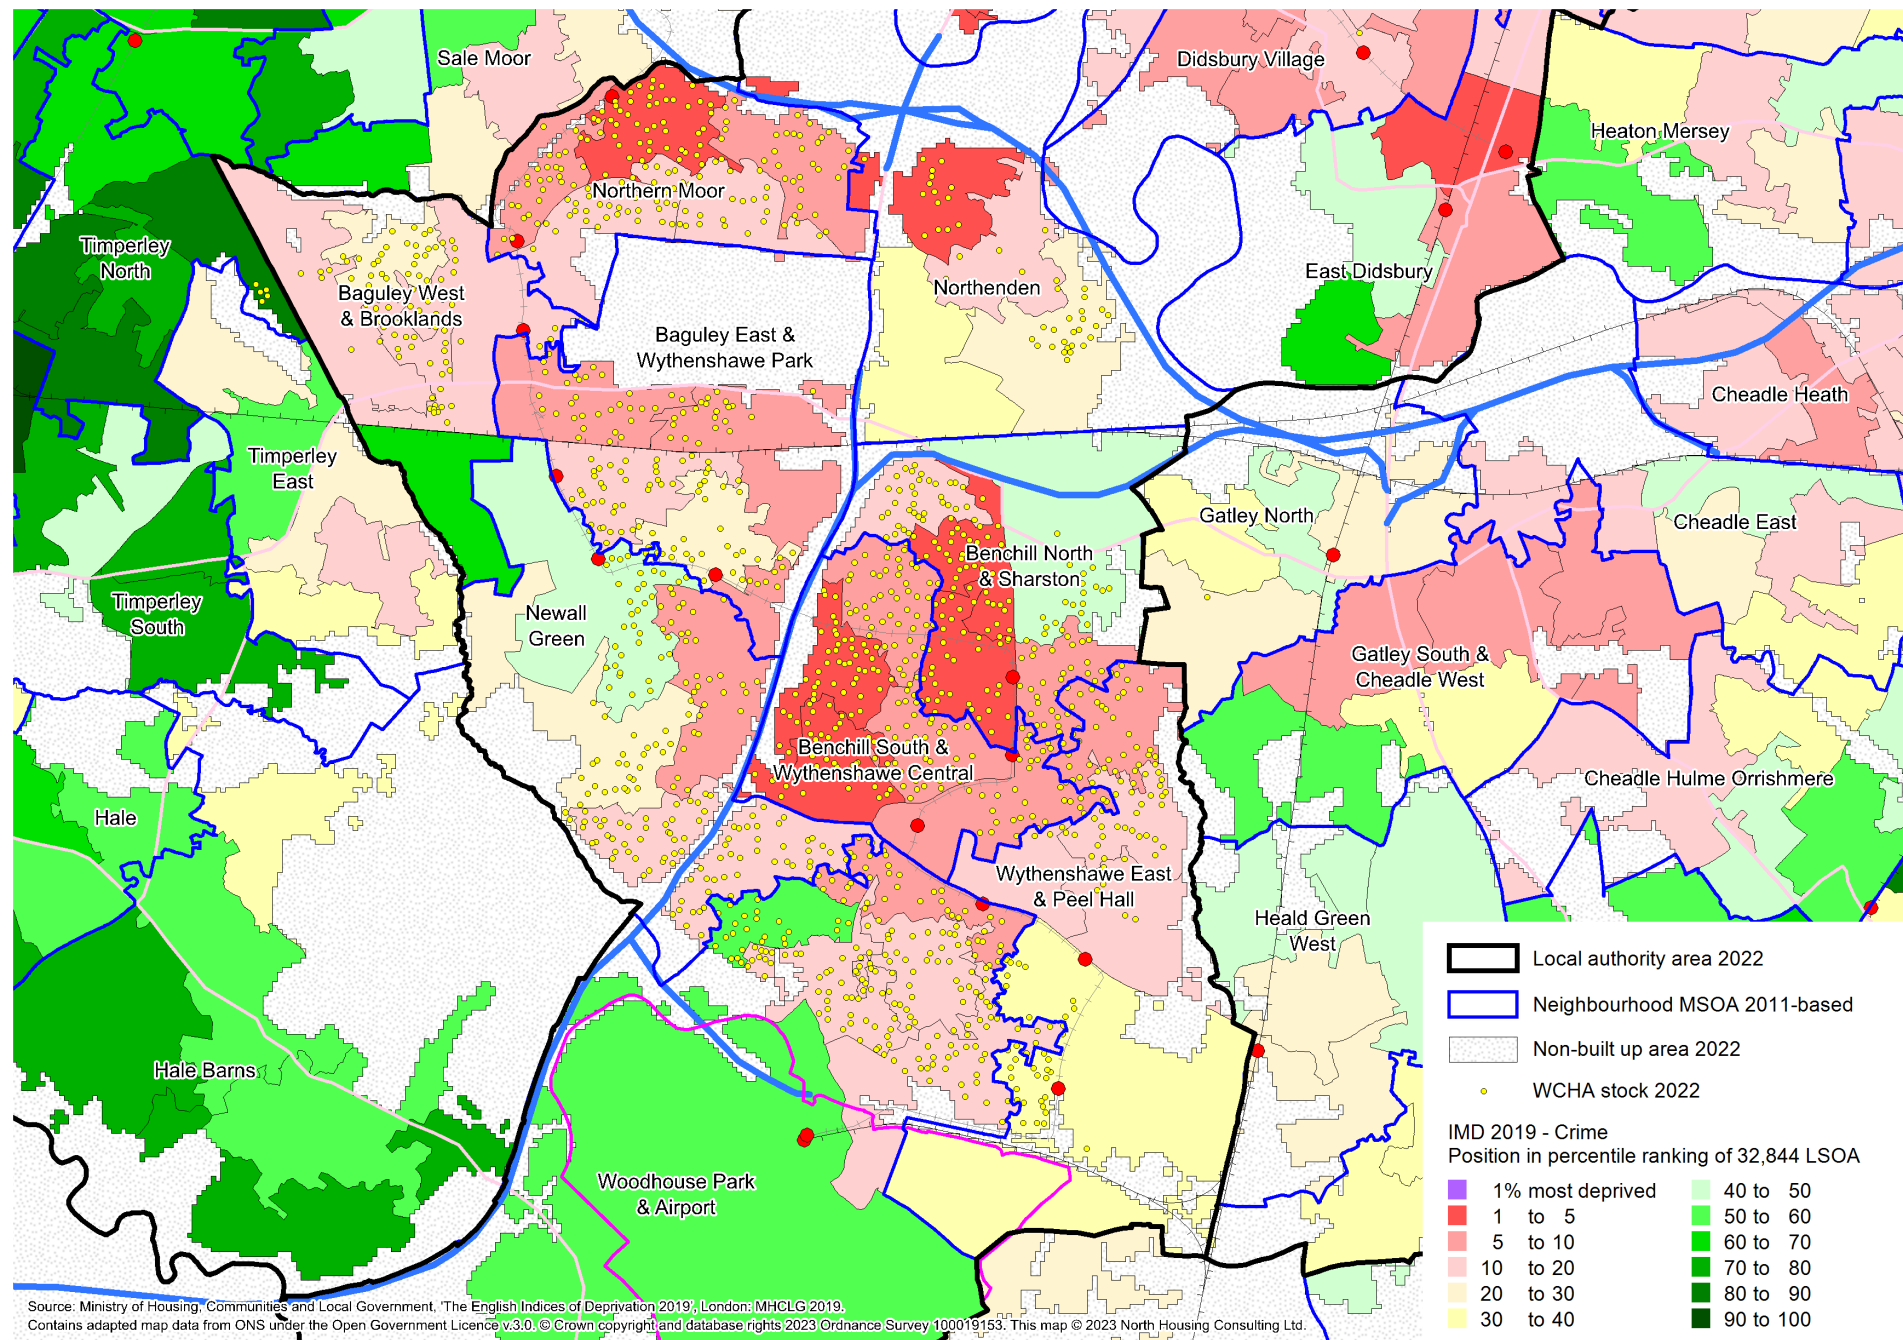 Sale Moor
Didsbury Village
Heaton Mersey
Northern Moor
Timperley
North
Baguley West
& Brooklands
Northenden
East Didsbury
Baguley East &
Wythenshawe Park
Cheadle Heath
Timperley
East
Gatley North
Cheadle East
Benchill North
& Sharston
Timperley
South
Newall
Green
Gatley South &
Cheadle West
Benchill South &
Wythenshawe Central
Cheadle Hulme Orrishmere
Hale
Wythenshawe East
& Peel Hall
Heald Green
West
Hale Barns
Woodhouse Park
& Airport
Local authority area 2022
Neighbourhood MSOA 2011-based
Non-built up area 2022
WCHA stock 2022
IMD 2019 - Crime
Position in percentile ranking of 32,844 LSOA
1% most deprived
1 to 5
5 to 10
10 to 20
20 to 30
30 to 40
40 to 50
50 to 60
60 to 70
70 to 80
80 to 90
90 to 100
Source: Ministry of Housing, Communities and Local Government, 'The English Indices of Deprivation 2019', London: MHCLG 2019.
Contains adapted map data from ONS under the Open Government Licence v.3.0. © Crown copyright and database rights 2023 Ordnance Survey 100019153. This map © 2023 North Housing Consulting Ltd.